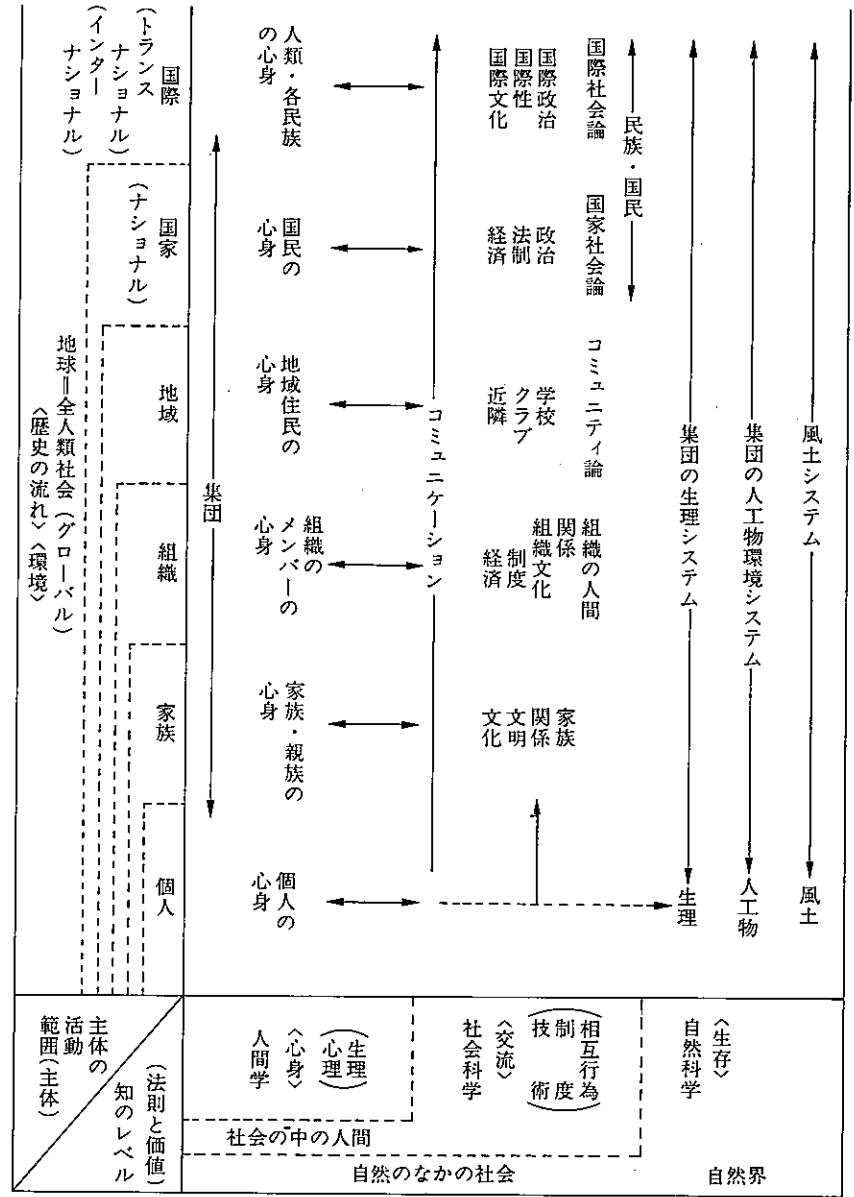 国際
(トランス
ナショナル)
(インター
ナショナル)
人類・各民族
の心身
国際政治
国際性
国際文化
国際社会論
民族・国民
国家
(ナショナル)
国民の
心身
政治
法制
経済
国家社会論
地域
地域住民の
心身
学校
クラブ
近隣
コミュニティ論
組織
組織の
メンバーの
心身
組織の人間
関係
組織文化
制度
経済
家族
家族・親族の
心身
家族
関係
文明
文化
個人
個人の
心身
集団
コミュニケーション
集団の生理システム
生理
集団の人工物環境システム
人工物
風土システム
風土
地球=全人類社会(グローバル)
〈歴史の流れ〉〈環境〉
主体の
活動
範囲(主体)
(法則と価値)
知のレベル
(生理
心理)
〈心身〉
人間学
(相互行為
制度
技術)
〈交流〉
社会科学
〈生存〉
自然科学
社会の中の人間
自然のなかの社会
自然界